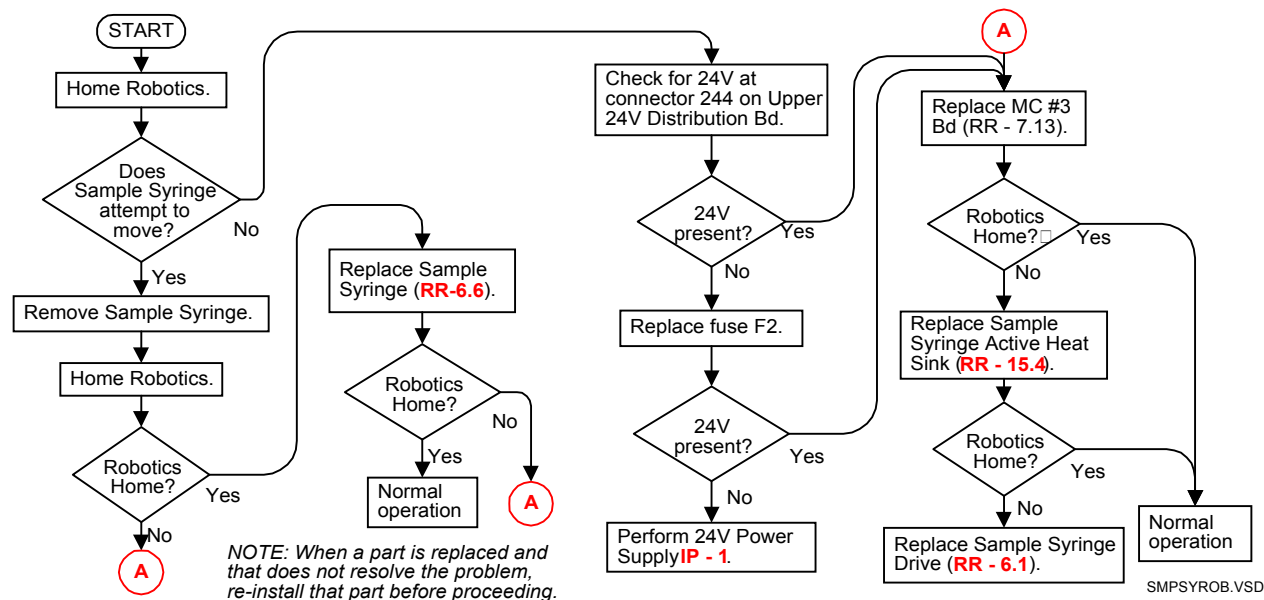 START
Home Robotics.
Does
Sample Syringe
attempt to
move?
No
Yes
Remove Sample Syringe.
Home Robotics.
Robotics
Home?
Yes
No
A
Replace Sample
Syringe (RR-6.6).
Robotics
Home?
No
Yes
Normal
operation
A
NOTE: When a part is replaced and
that does not resolve the problem,
re-install that part before proceeding.
Check for 24V at
connector 244 on Upper
24V Distribution Bd.
24V
present?
Yes
No
Replace fuse F2.
24V
present?
Yes
No
Perform 24V Power
Supply IP - 1.
A
Replace MC #3
Bd (RR - 7.13).
Robotics
Home?□
Yes
No
Replace Sample
Syringe Active Heat
Sink (RR - 15.4).
Robotics
Home?
Yes
No
Replace Sample Syringe
Drive (RR - 6.1).
Normal
operation
SMPSYROB.VSD